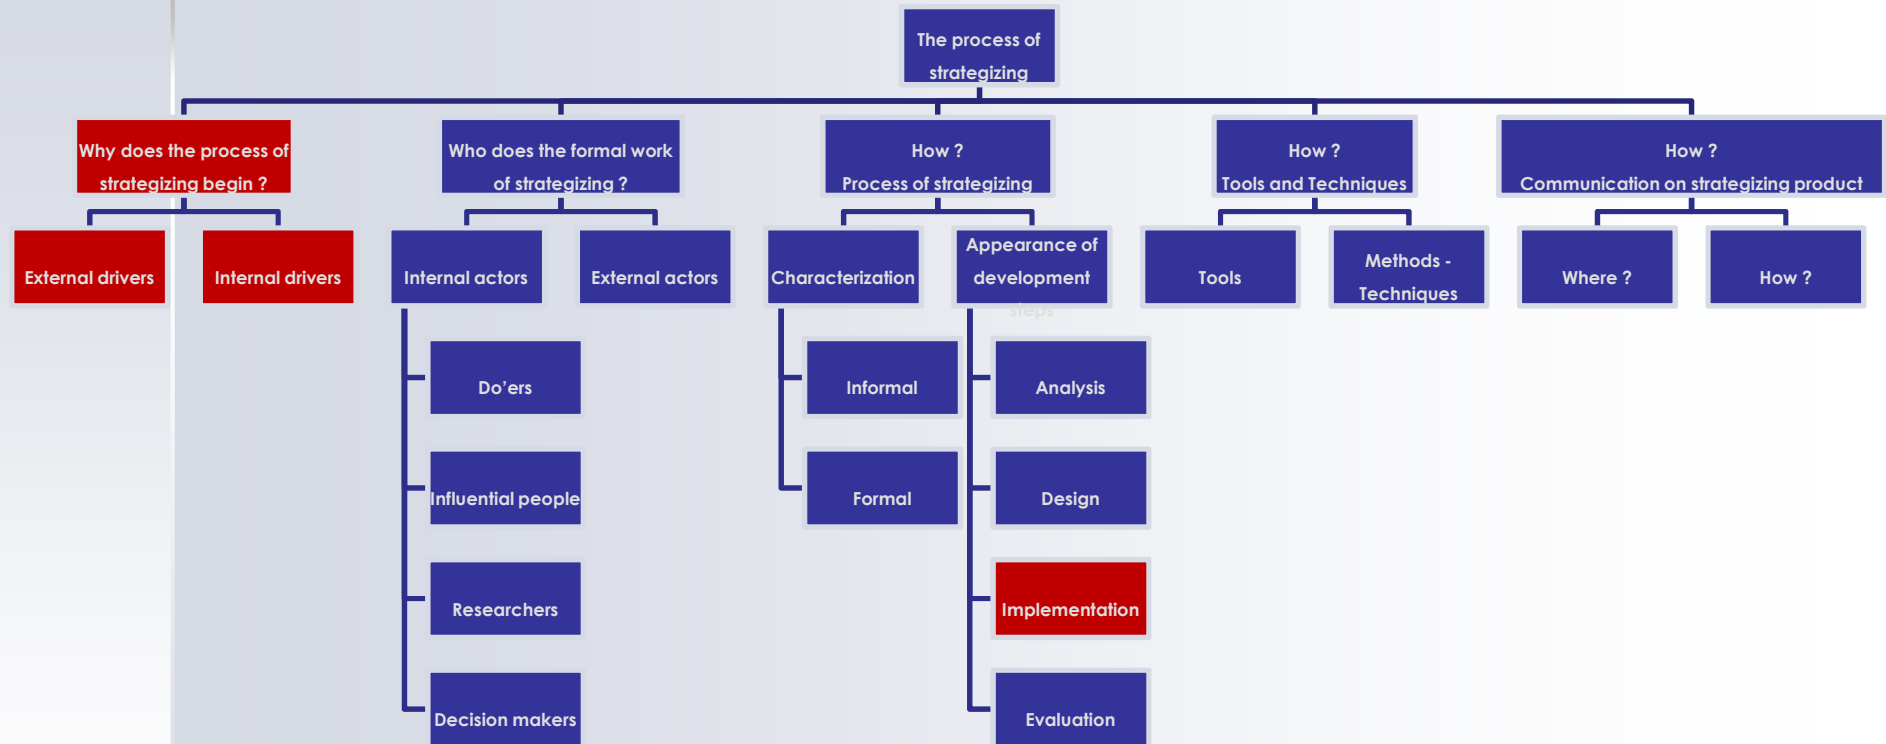 The process of
strategizing
Why does the process of
strategizing begin ?
Who does the formal work
of strategizing ?
How ?
Process of strategizing
How ?
Tools and Techniques
How ?
Communication on strategizing product
External drivers
Internal drivers
Internal actors
External actors
Characterization
Appearance of
development
steps
Tools
Methods -
Techniques
Where ?
How ?
Do'ers
Influential people
Researchers
Decision makers
Informal
Formal
Analysis
Design
Implementation
Evaluation